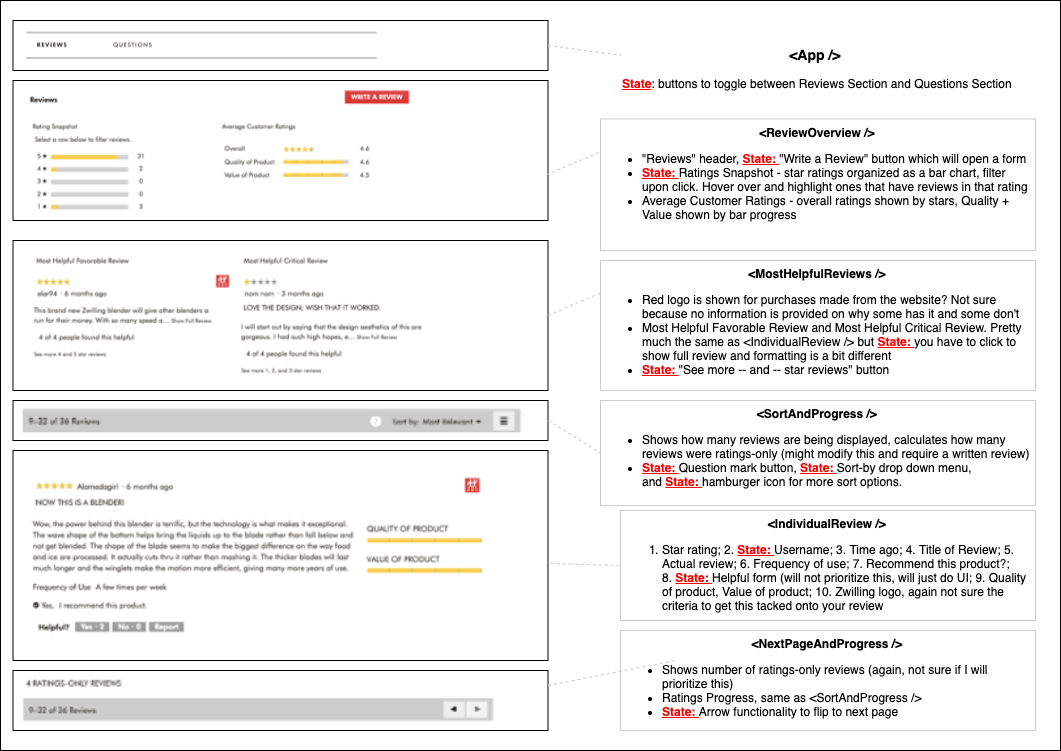 REVIEWS QUESTIONS
Reviews
WRITE A REVIEW
Rating Snapshot
Select a row below to filter reviews.
5 ★ 31
4 ★ 2
3 ★ 0
2 ★ 0
1 ★ 3
Average Customer Ratings
Overall ★★★★★ 4.6
Quality of Product 4.6
Value of Product 4.5
Most Helpful Favorable Review
★★★★★
elar94 · 6 months ago
This brand new Zwilling blender will give other blenders a
run for their money. With so many speed a... Show Full Review
4 of 4 people found this helpful
See more 4 and 5 star reviews
Most Helpful Critical Review
★★★★★
nom nom · 3 months ago
LOVE THE DESIGN; WISH THAT IT WORKED.
I will start out by saying that the design aesthetics of this are
gorgeous. I had such high hopes, e... Show Full Review
4 of 4 people found this helpful
See more 1, 2, and 3 star reviews
9–32 of 36 Reviews
? Sort by: Most Relevant ▼ ≡
★★★★★ Alamedagirl · 6 months ago
NOW THIS IS A BLENDER!
Wow, the power behind this blender is terrific, but the technology is what makes it exceptional.
The wave shape of the bottom helps bring the liquids up to the blade rather than fall below and
not get blended. The shape of the blade seems to make the biggest difference on the way food
and ice are processed. It actually cuts thru it rather than mashing it. The thicker blades will last
much longer and the winglets make the motion more efficient, giving many more years of use.
QUALITY OF PRODUCT
VALUE OF PRODUCT
Frequency of Use A few times per week
Yes, I recommend this product.
Helpful? Yes · 2 No · 0 Report
4 RATINGS-ONLY REVIEWS
9–32 of 36 Reviews ◄ ►
<App />
State: buttons to toggle between Reviews Section and Questions Section
<ReviewOverview />
• "Reviews" header, State: "Write a Review" button which will open a form
• State: Ratings Snapshot - star ratings organized as a bar chart, filter
upon click. Hover over and highlight ones that have reviews in that rating
• Average Customer Ratings - overall ratings shown by stars, Quality +
Value shown by bar progress
<MostHelpfulReviews />
• Red logo is shown for purchases made from the website? Not sure
because no information is provided on why some has it and some don't
• Most Helpful Favorable Review and Most Helpful Critical Review. Pretty
much the same as <IndividualReview /> but State: you have to click to
show full review and formatting is a bit different
• State: "See more -- and -- star reviews" button
<SortAndProgress />
• Shows how many reviews are being displayed, calculates how many
reviews were ratings-only (might modify this and require a written review)
• State: Question mark button, State: Sort-by drop down menu,
and State: hamburger icon for more sort options.
<IndividualReview />
1. Star rating; 2. State: Username; 3. Time ago; 4. Title of Review; 5.
Actual review; 6. Frequency of use; 7. Recommend this product?;
8. State: Helpful form (will not prioritize this, will just do UI; 9. Quality
of product, Value of product; 10. Zwilling logo, again not sure the
criteria to get this tacked onto your review
<NextPageAndProgress />
• Shows number of ratings-only reviews (again, not sure if I will
prioritize this)
• Ratings Progress, same as <SortAndProgress />
• State: Arrow functionality to flip to next page